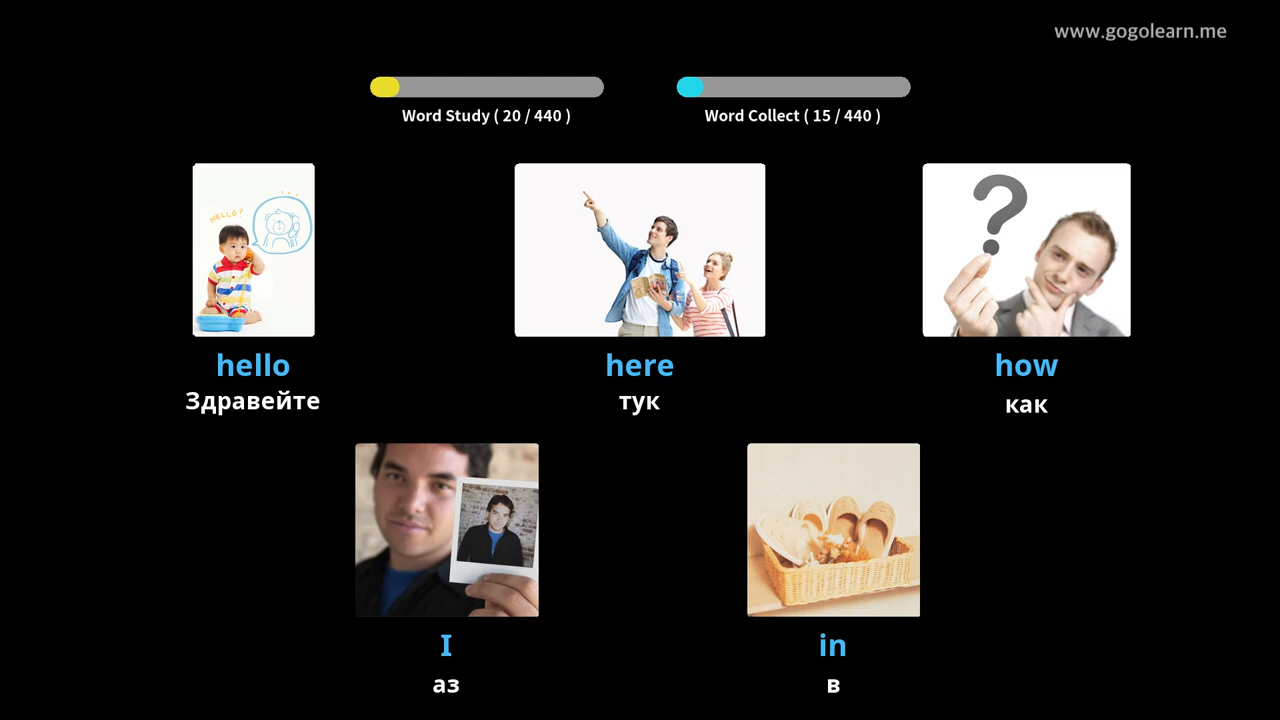 www.gogolearn.me
Word Study ( 20 / 440 )
Word Collect ( 15 / 440 )
HELLO?
hello
Здравейте
here
тук
how
как
?
I
аз
in
в